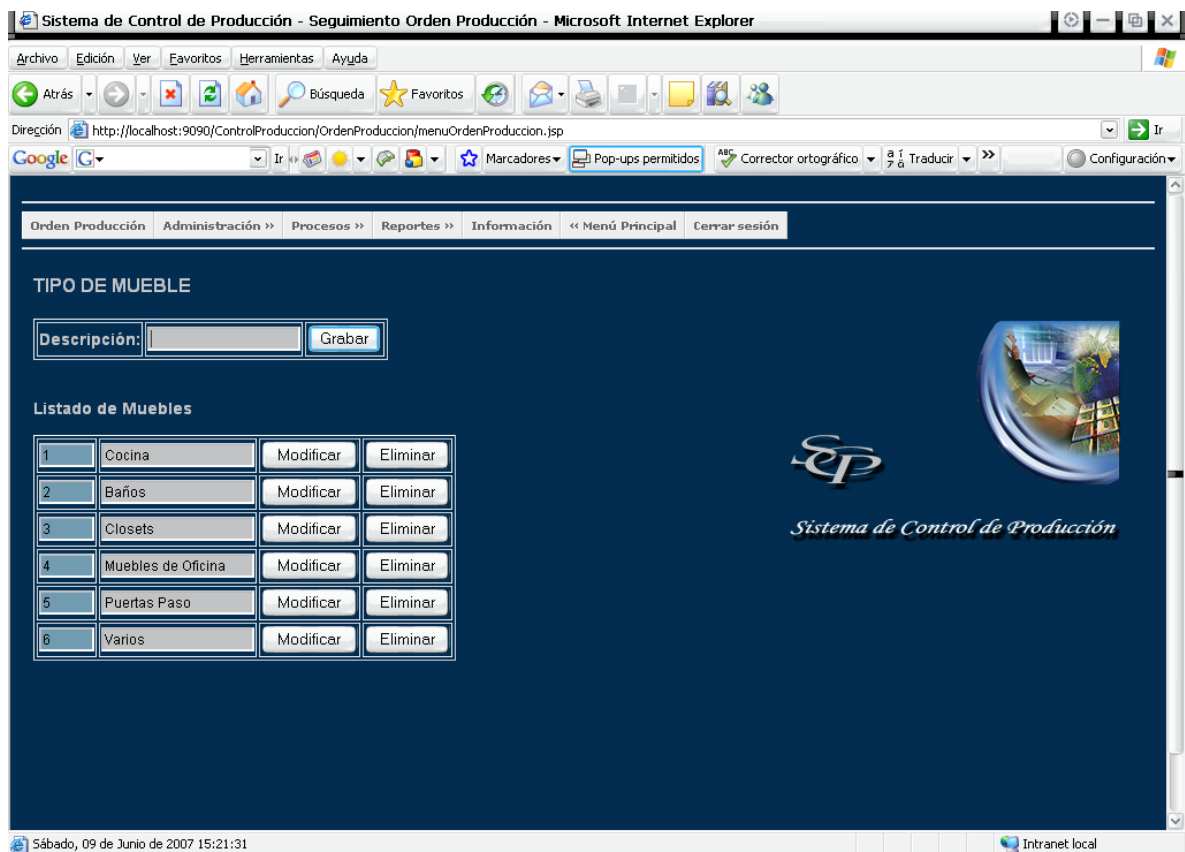 Sistema de Control de Producción - Seguimiento Orden Producción - Microsoft Internet Explorer
Archivo Edición Ver Favoritos Herramientas Ayuda
Atrás Búsqueda Favoritos
Dirección http://localhost:9090/ControlProduccion/OrdenProduccion/menuOrdenProduccion.jsp Ir
Google G Ir Marcadores Pop-ups permitidos ABC Corrector ortográfico Traducir » Configuración
Orden Producción Administración » Procesos » Reportes » Información « Menú Principal Cerrar sesión
TIPO DE MUEBLE
Descripción: Grabar
Listado de Muebles
1 Cocina Modificar Eliminar
2 Baños Modificar Eliminar
3 Closets Modificar Eliminar
4 Muebles de Oficina Modificar Eliminar
5 Puertas Paso Modificar Eliminar
6 Varios Modificar Eliminar
SCP
Sistema de Control de Producción
Sábado, 09 de Junio de 2007 15:21:31 Intranet local